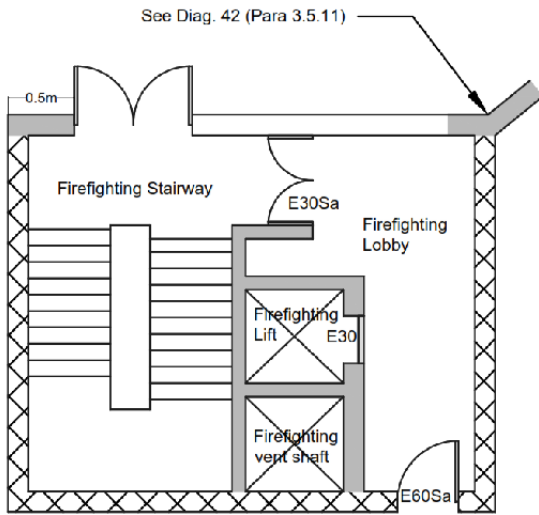 See Diag. 42 (Para 3.5.11)
0.5m
Firefighting Stairway
E30Sa
Firefighting
Lobby
Firefighting
Lift
E30
Firefighting
vent shaft
E60Sa